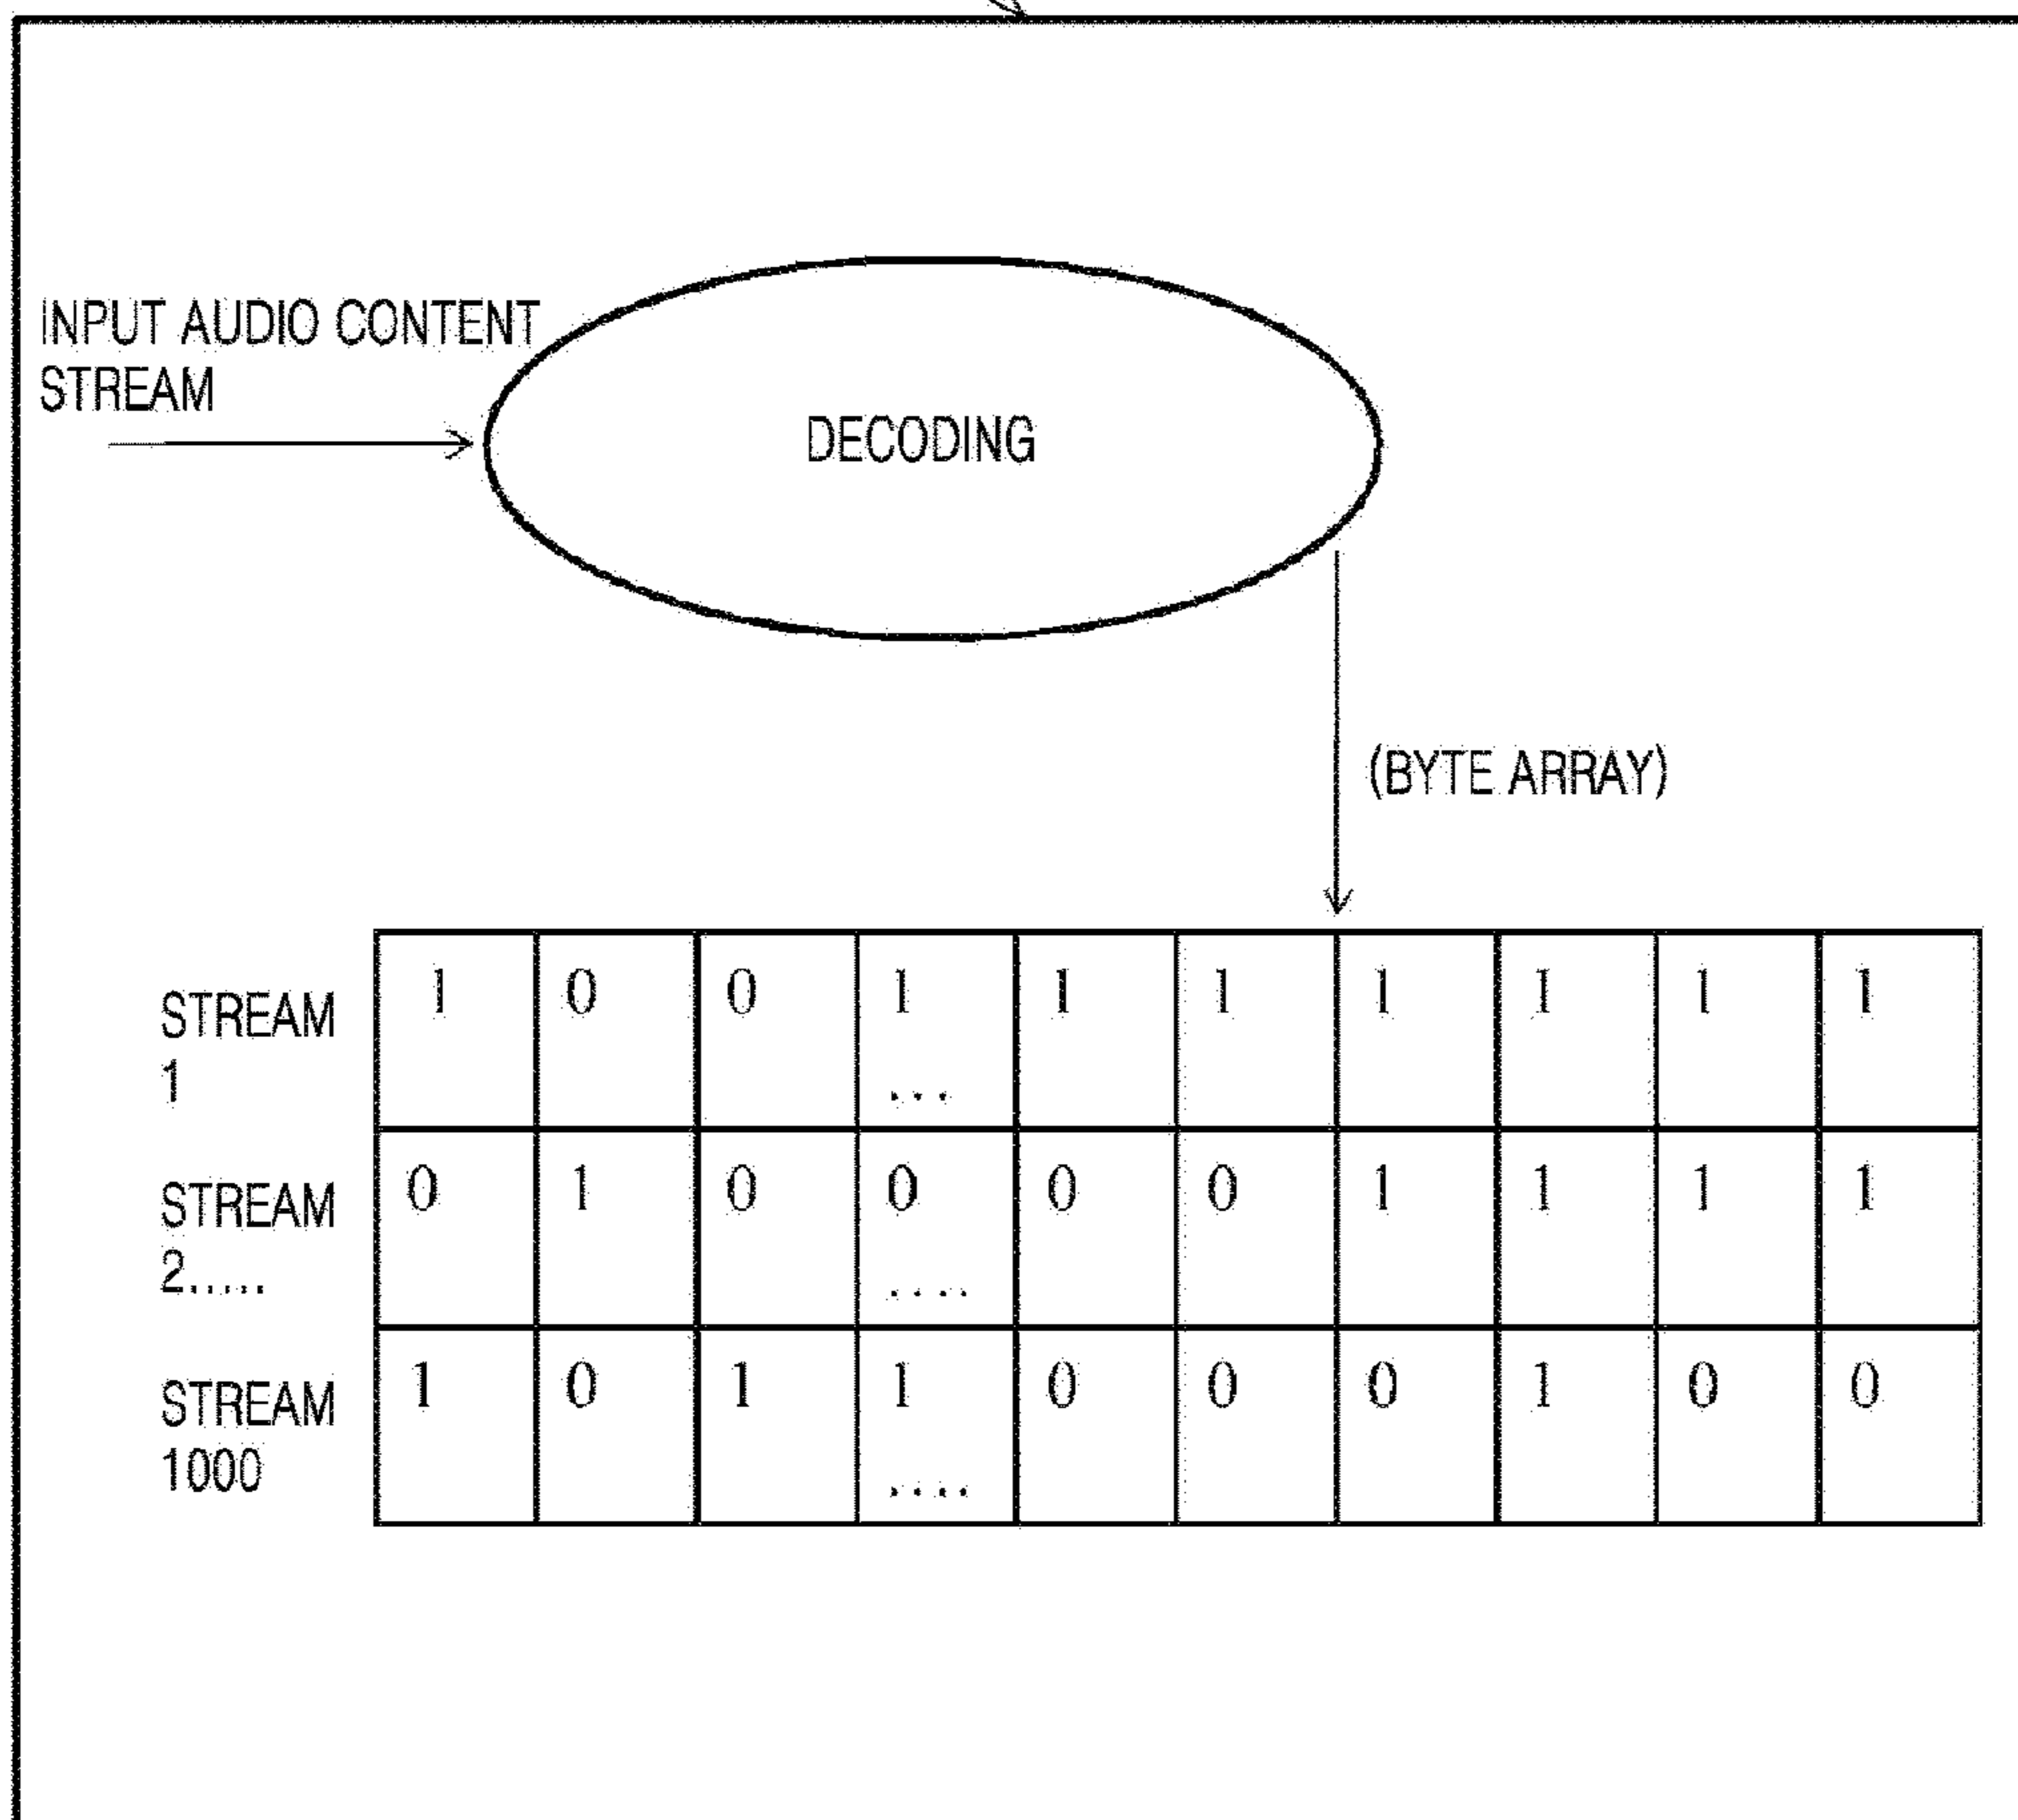 INPUT AUDIO CONTENT
STREAM
DECODING
(BYTE ARRAY)
STREAM
1
1 0 0 1 1 1 1 1 1 1
...
STREAM
2.....
0 1 0 0 0 0 1 1 1 1
....
STREAM
1000
1 0 1 1 0 0 0 1 0 0
....